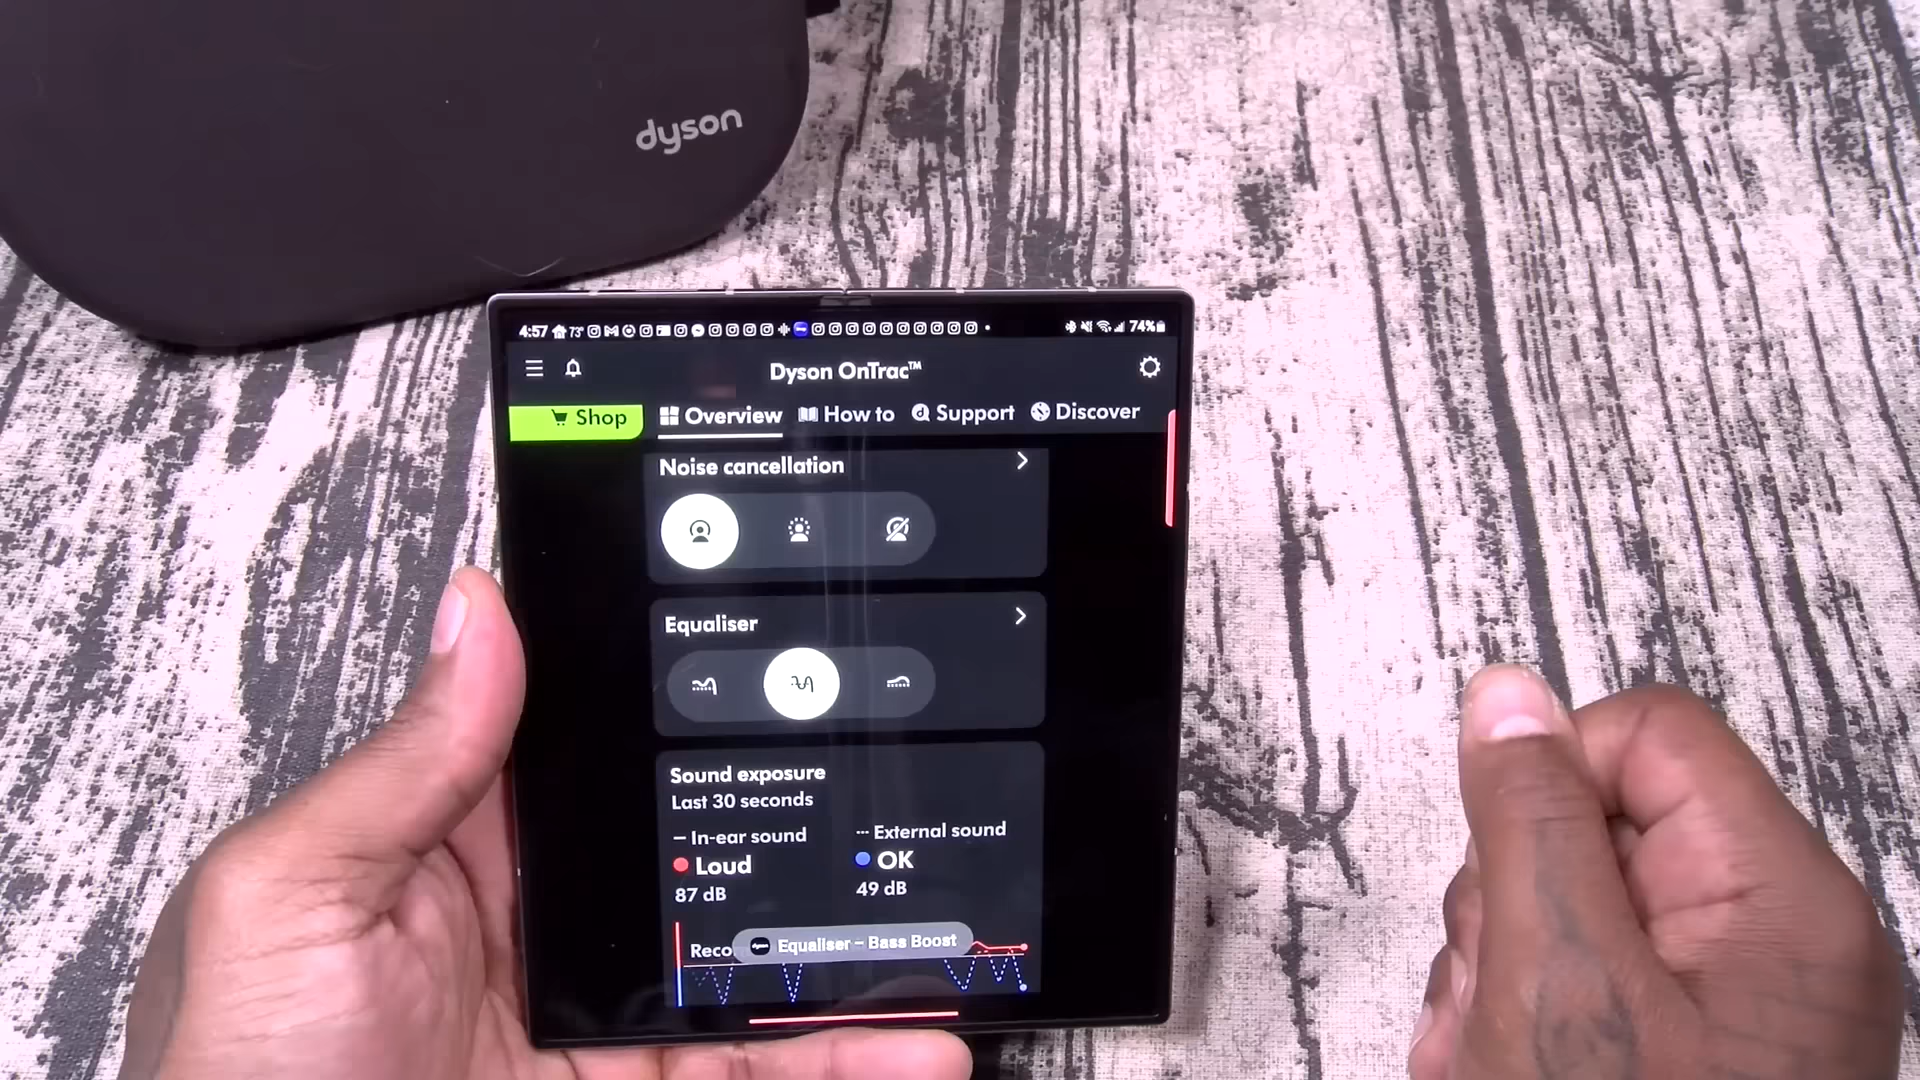 dyson
4:57 73° 74%
Dyson OnTrac™
Shop Overview How to Support Discover
Noise cancellation
Equaliser
Sound exposure
Last 30 seconds
In-ear sound External sound
Loud OK
87 dB 49 dB
Reco
Equaliser – Bass Boost